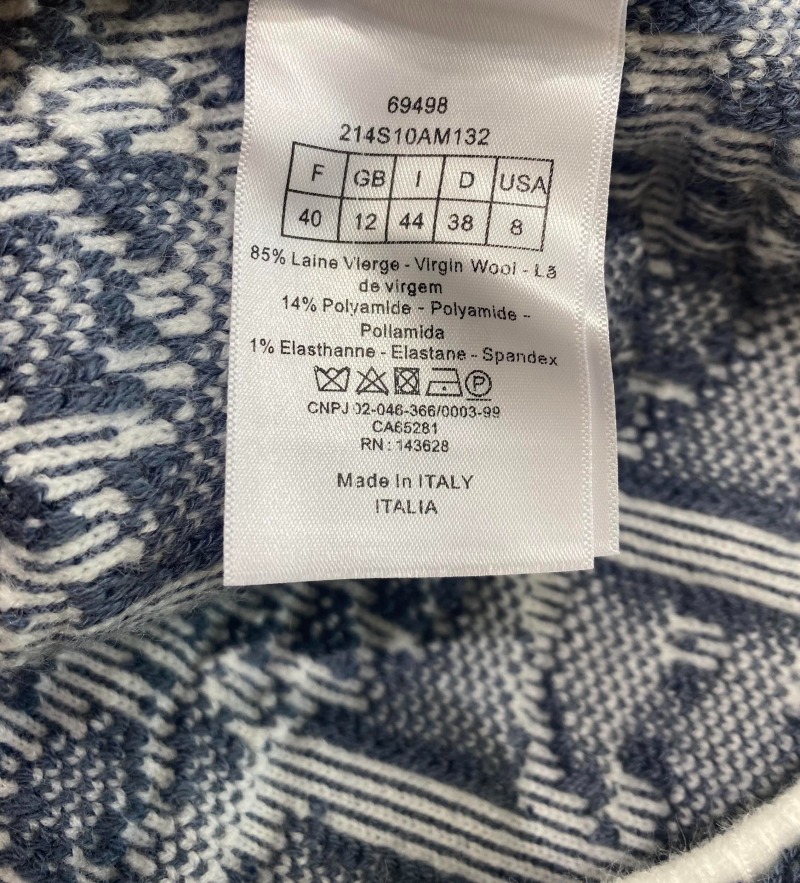 69498
214S10AM132
F GB I D USA
40 12 44 38 8
85% Laine Vierge - Virgin Wool - Lã
de virgem
14% Polyamide - Polyamide -
Poliamida
1% Elasthanne - Elastane - Spandex
P
CNPJ 02-046-366/0003-99
CA65281
RN : 143628
Made In ITALY
ITALIA